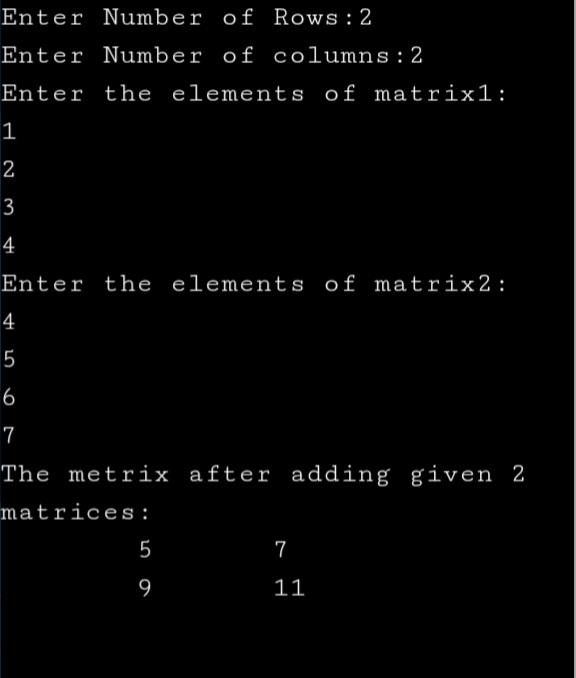 Enter Number of Rows:2
Enter Number of columns:2
Enter the elements of matrix1:
1
2
3
4
Enter the elements of matrix2:
4
5
6
7
The metrix after adding given 2
matrices:
5 7
9 11